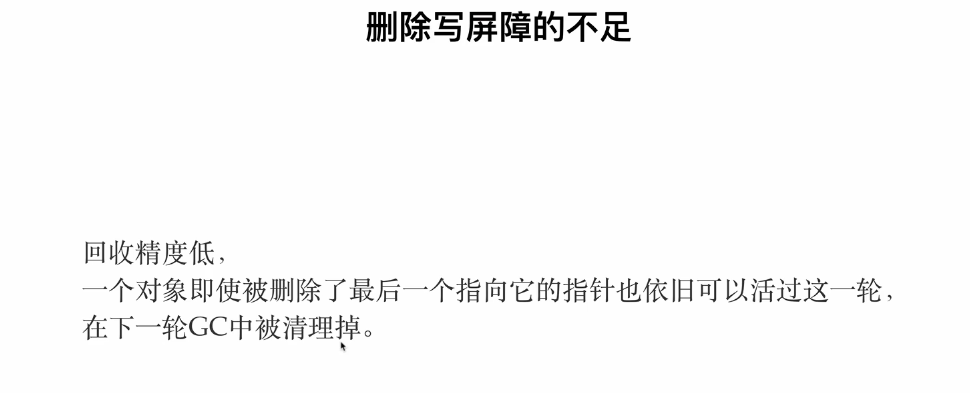 删除写屏障的不足
回收精度低，
一个对象即使被删除了最后一个指向它的指针也依旧可以活过这一轮，
在下一轮GC中被清理掉。